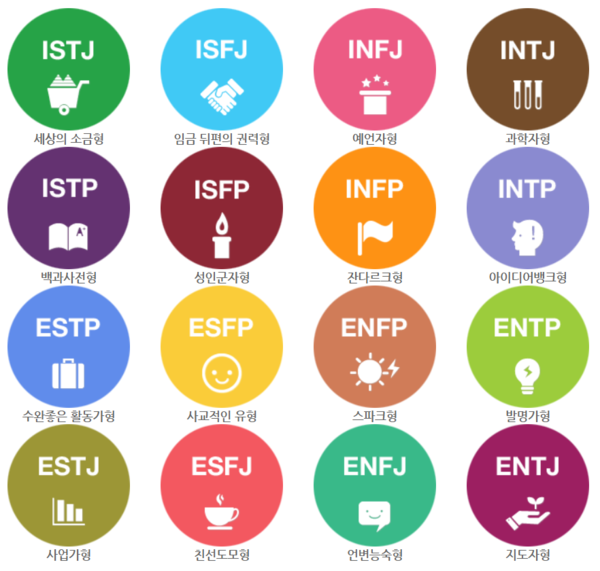 ISTJ
ISFJ
INFJ
INTJ
세상의 소금형
임금 뒤편의 권력형
예언자형
과학자형
ISTP
ISFP
INFP
INTP
백과사전형
성인군자형
잔다르크형
아이디어뱅크형
ESTP
ESFP
ENFP
ENTP
수완좋은 활동가형
사교적인 유형
스파크형
발명가형
ESTJ
ESFJ
ENFJ
ENTJ
사업가형
친선도모형
언변능숙형
지도자형